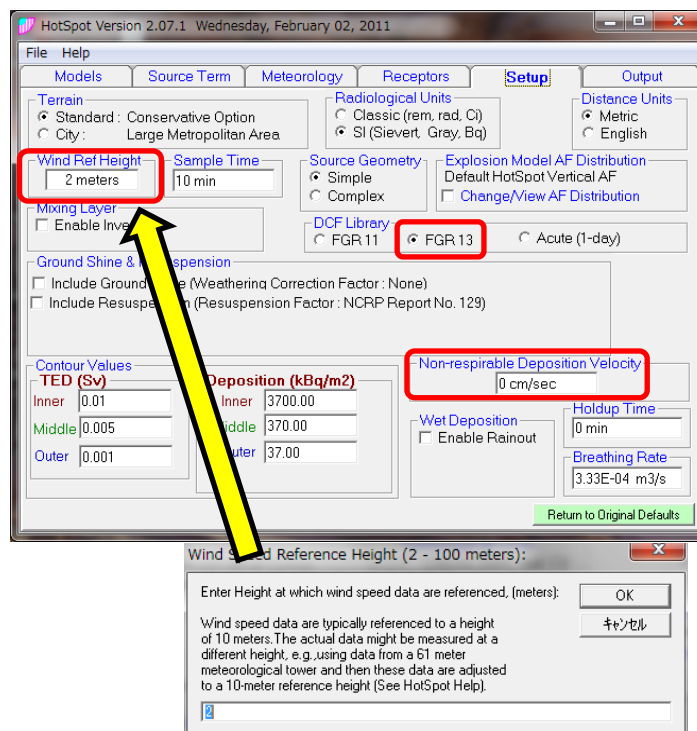 HotSpot Version 2.07.1 Wednesday, February 02, 2011
File Help
Models Source Term Meteorology Receptors Setup Output
Terrain
Standard : Conservative Option
City : Large Metropolitan Area
Radiological Units
Classic (rem, rad, Ci)
SI (Sievert, Gray, Bq)
Distance Units
Metric
English
Wind Ref Height
2 meters
Sample Time
10 min
Source Geometry
Simple
Complex
Explosion Model AF Distribution
Default HotSpot Vertical AF
Change/View AF Distribution
Mixing Layer
Enable
DCF Library
FGR 11 FGR 13 Acute (1-day)
Ground Shine &
Include (Weathering Correction Factor : None)
Include (Resuspension Factor : NCRP Report No. 129)
Contour Values
TED (Sv)
Inner 0.01
Middle 0.005
Outer 0.001
Deposition (kBq/m2)
Inner 3700.00
370.00
37.00
Non-respirable Deposition Velocity
0 cm/sec
Wet Deposition
Enable Rainout
Holdup Time
0 min
Breathing Rate
3.33E-04 m3/s
Return to Original Defaults
Wind Speed Reference Height (2 - 100 meters):
Enter Height at which wind speed data are referenced, (meters):
OK
キャンセル
Wind speed data are typically referenced to a height
of 10 meters.The actual data might be measured at a
different height, e.g.,using data from a 61 meter
meteorological tower and then these data are adjusted
to a 10-meter reference height (See HotSpot Help).
2